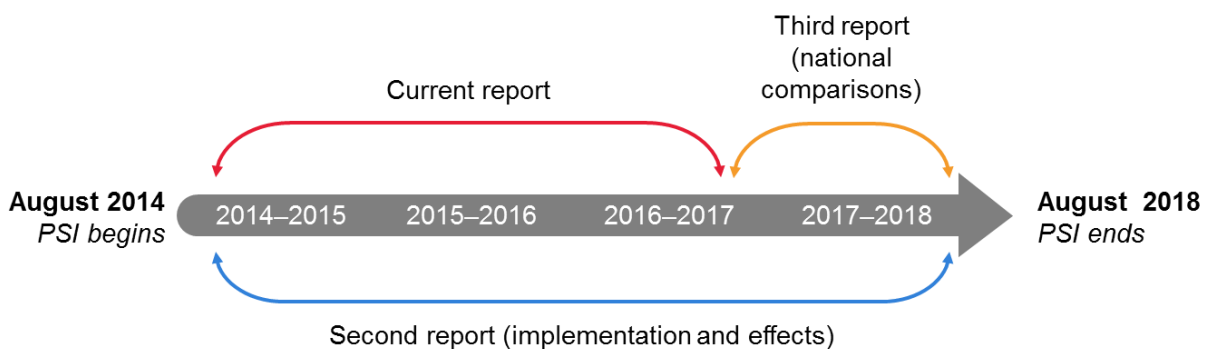 Third report
(national
comparisons)
Current report
August 2014
PSI begins
2014–2015
2015–2016
2016–2017
2017–2018
August 2018
PSI ends
Second report (implementation and effects)